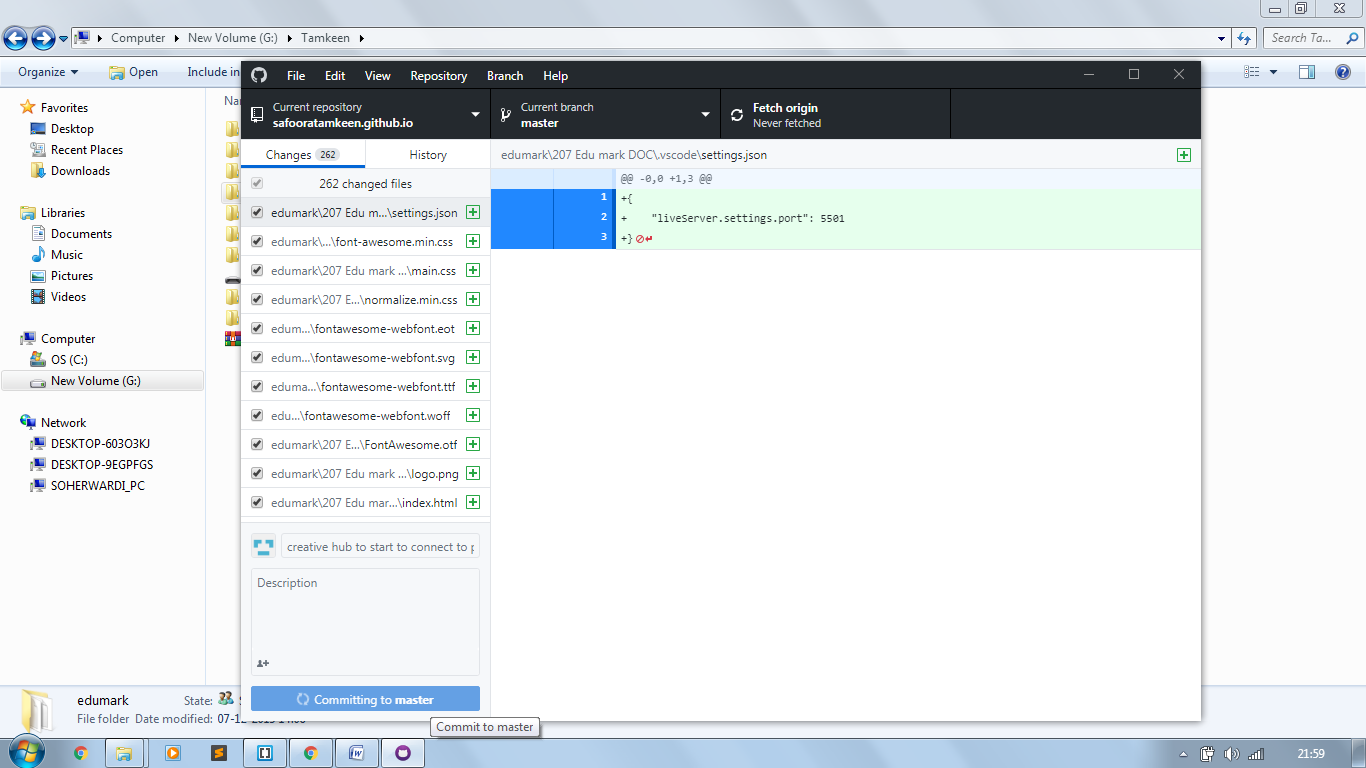 Computer
New Volume (G:)
Tamkeen
Search Ta...
Organize
Open
Include in
Favorites
Desktop
Recent Places
Downloads
Libraries
Documents
Music
Pictures
Videos
Computer
OS (C:)
New Volume (G:)
Network
DESKTOP-603O3KJ
DESKTOP-9EGPFGS
SOHERWARDI_PC
File Edit View Repository Branch Help
Current repository
safooratamkeen.github.io
Current branch
master
Fetch origin
Never fetched
Changes 262
History
262 changed files
edumark\207 Edu m...\settings.json
edumark\...\font-awesome.min.css
edumark\207 Edu mark ...\main.css
edumark\207 E...\normalize.min.css
edum...\fontawesome-webfont.eot
edum...\fontawesome-webfont.svg
eduma...\fontawesome-webfont.ttf
edu...\fontawesome-webfont.woff
edumark\207 E...\FontAwesome.otf
edumark\207 Edu mark ...\logo.png
edumark\207 Edu mar...\index.html
creative hub to start to connect to
Description
Committing to master
Commit to master
edumark\207 Edu mark DOC\.vscode\settings.json
@@ -0,0 +1,3 @@
1 +{
2 + "liveServer.settings.port": 5501
3 +}
edumark
State:
File folder
Date modified:
21:59